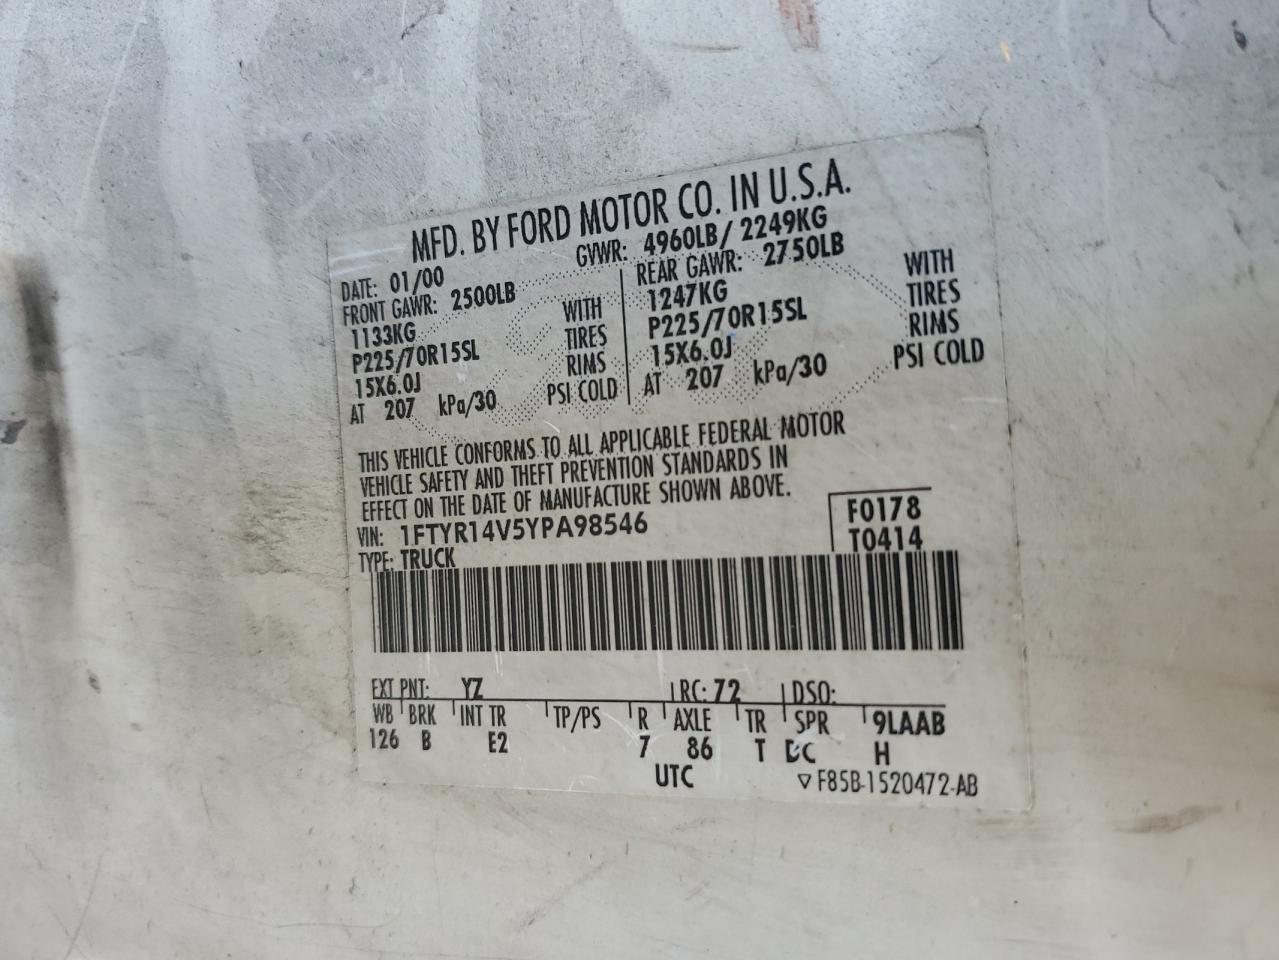 MFD. BY FORD MOTOR CO. IN U.S.A.
DATE: 01/00 GVWR: 4960LB/ 2249KG
FRONT GAWR: 2500LB REAR GAWR: 2750LB
1133KG WITH 1247KG WITH
P225/70R15SL TIRES P225/70R15SL TIRES
15X6.0J RIMS 15X6.0J RIMS
AT 207 kPa/30 PSI COLD AT 207 kPa/30 PSI COLD
THIS VEHICLE CONFORMS TO ALL APPLICABLE FEDERAL MOTOR
VEHICLE SAFETY AND THEFT PREVENTION STANDARDS IN
EFFECT ON THE DATE OF MANUFACTURE SHOWN ABOVE.
VIN: 1FTYR14V5YPA98546 F0178
TYPE: TRUCK T0414
EXT PNT: YZ RC: 72 DSO:
WB BRK INT TR TP/PS R AXLE TR SPR 9LAAB
126 B E2 7 86 T DC H
UTC ▽F85B-1520472-AB